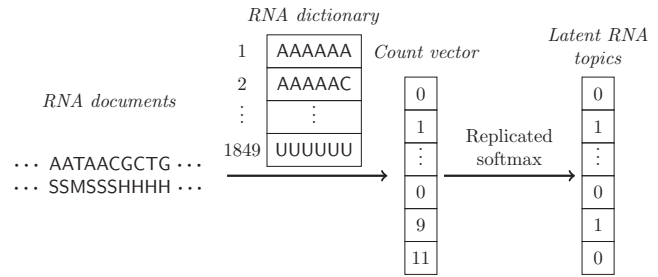 RNA dictionary
1 AAAAAA
2 AAAAAC
⋮ ⋮
1849 UUUUUU
RNA documents
··· AATAACGCTG ···
··· SSMSSSHHHH ···
Count vector
0
1
⋮
0
9
11
Replicated
softmax
Latent RNA
topics
0
1
⋮
0
1
0